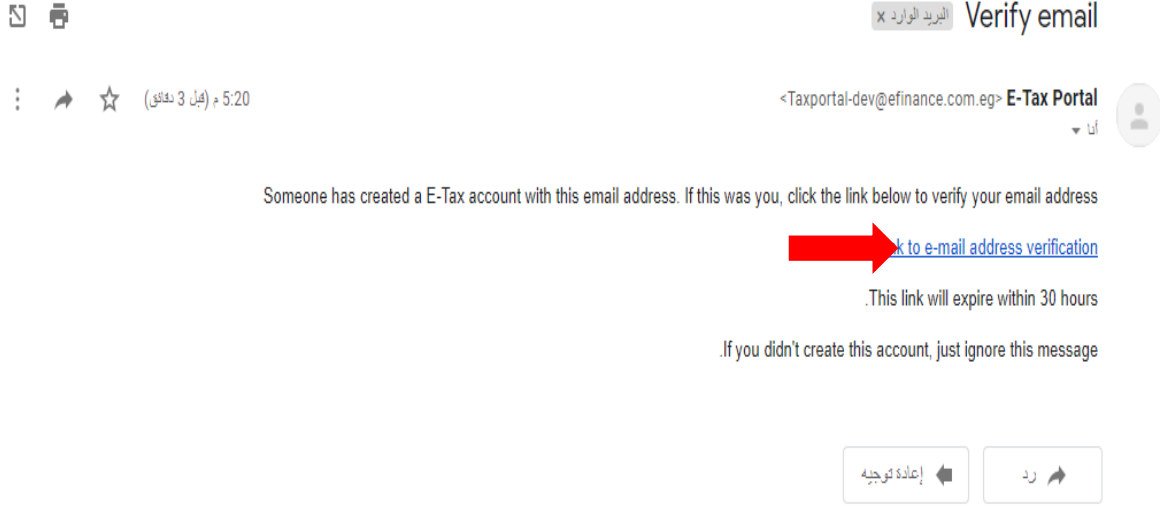 Verify email البريد الوارد x
E-Tax Portal <Taxportal-dev@efinance.com.eg> 5:20 م (قبل 3 دقائق)
أنا
Someone has created a E-Tax account with this email address. If this was you, click the link below to verify your email address
to e-mail address verification
.This link will expire within 30 hours
.If you didn't create this account, just ignore this message
رد إعادة توجيه